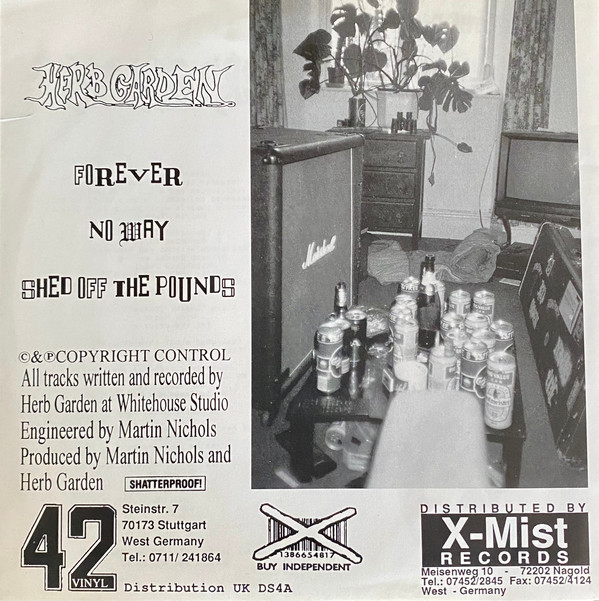 HERB GARDEN
FOREVER
NO WAY
SHED OFF THE POUNDS
Marshall
©&℗COPYRIGHT CONTROL
All tracks written and recorded by
Herb Garden at Whitehouse Studio
Engineered by Martin Nichols
Produced by Martin Nichols and
Herb Garden SHATTERPROOF!
42
VINYL
Steinstr. 7
70173 Stuttgart
West Germany
Tel.: 0711/ 241864
Distribution UK DS4A
1386654817
BUY INDEPENDENT
DISTRIBUTED BY
X-Mist
RECORDS
Meisenweg 10 - 72202 Nagold
Tel.: 07452/2845 Fax: 07452/4124
West - Germany